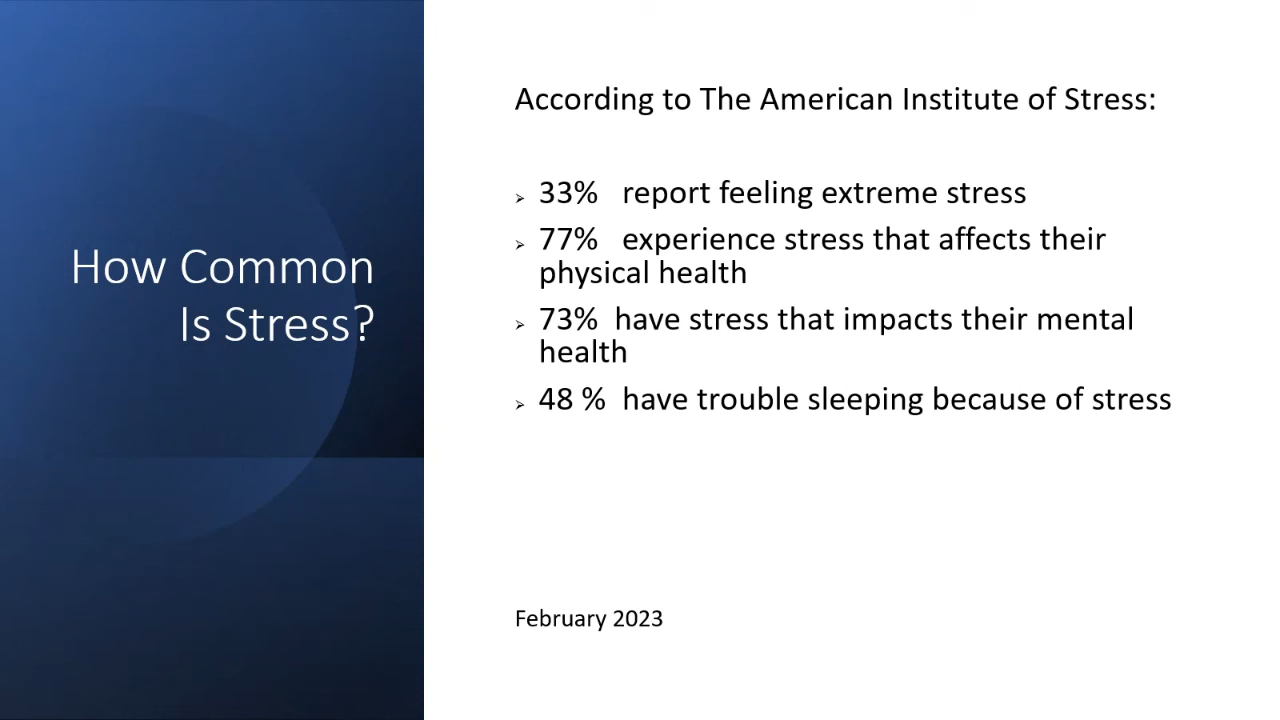 How Common
Is Stress?
According to The American Institute of Stress:
33% report feeling extreme stress
77% experience stress that affects their
physical health
73% have stress that impacts their mental
health
48 % have trouble sleeping because of stress
February 2023